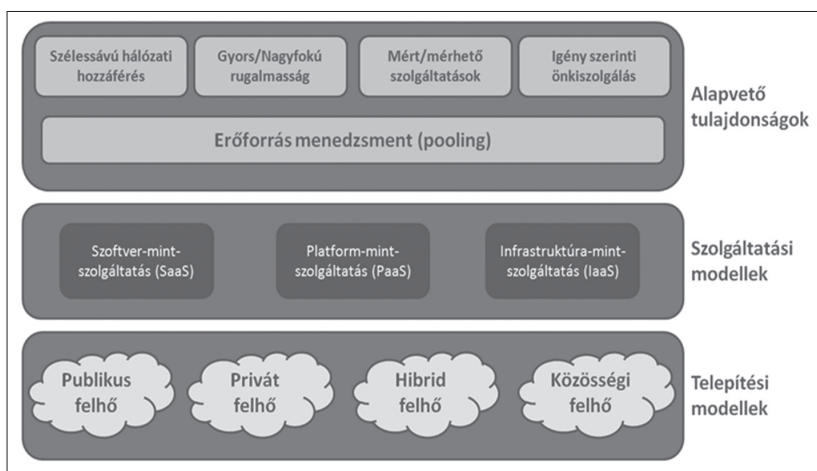 Szélessávú hálózati
hozzáférés
Gyors/Nagyfokú
rugalmasság
Mért/mérhető
szolgáltatások
Igény szerinti
önkiszolgálás
Erőforrás menedzsment (pooling)
Alapvető
tulajdonságok
Szoftver-mint-
szolgáltatás (SaaS)
Platform-mint-
szolgáltatás (PaaS)
Infrastruktúra-mint-
szolgáltatás (IaaS)
Szolgáltatási
modellek
Publikus
felhő
Privát
felhő
Hibrid
felhő
Közösségi
felhő
Telepítési
modellek